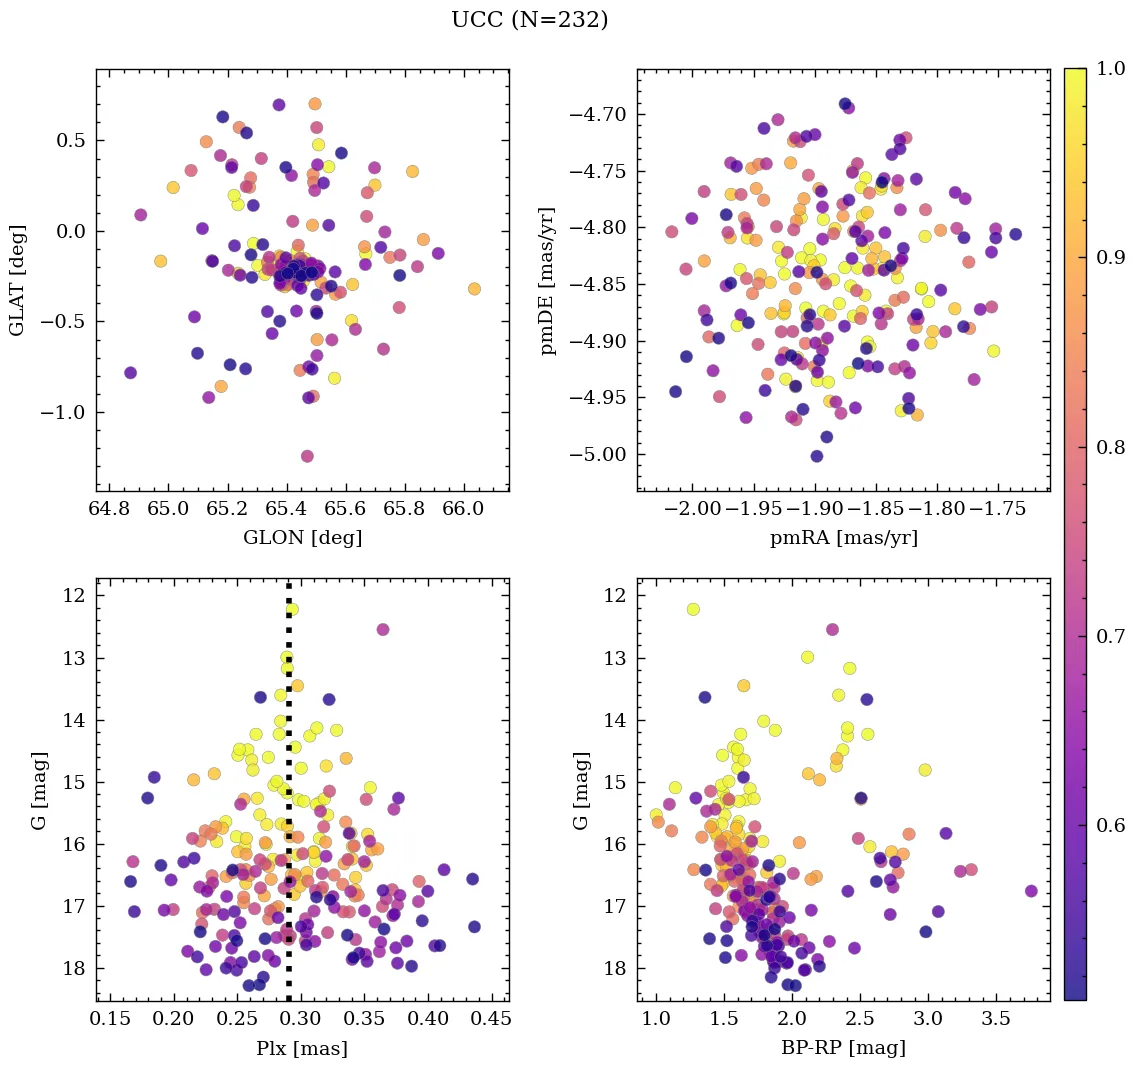 UCC (N=232)
0.5
0.0
−0.5
−1.0
GLAT [deg]
64.8 65.0 65.2 65.4 65.6 65.8 66.0
GLON [deg]
−4.70
−4.75
−4.80
−4.85
−4.90
−4.95
−5.00
pmDE [mas/yr]
−2.00 −1.95 −1.90 −1.85 −1.80 −1.75
pmRA [mas/yr]
1.0
0.9
0.8
0.7
0.6
12
13
14
15
16
17
18
G [mag]
0.15 0.20 0.25 0.30 0.35 0.40 0.45
Plx [mas]
12
13
14
15
16
17
18
G [mag]
1.0 1.5 2.0 2.5 3.0 3.5
BP-RP [mag]